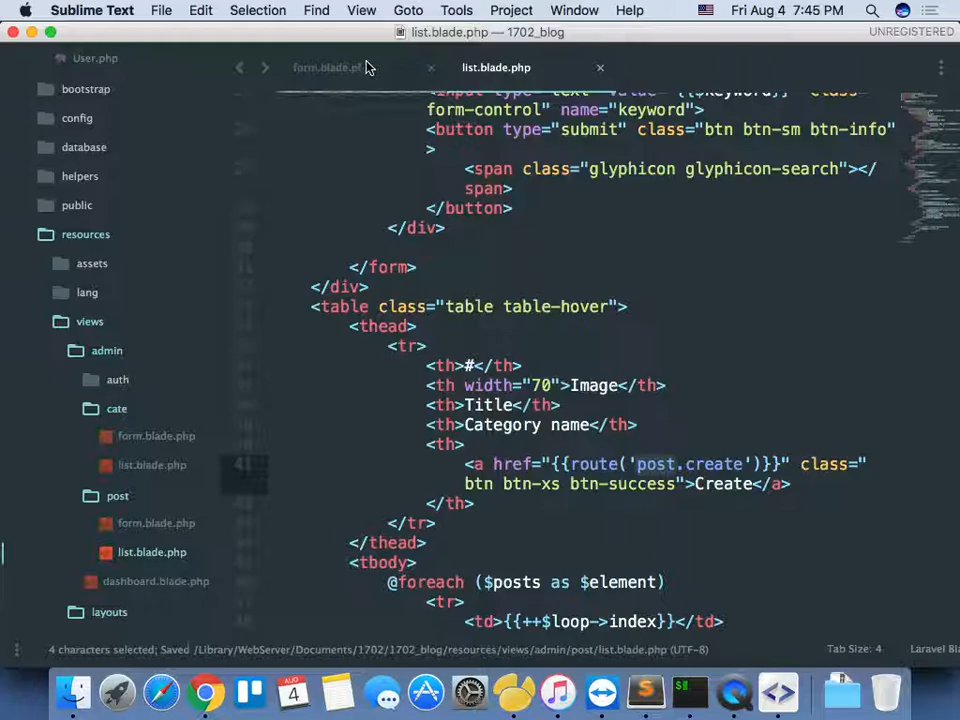 Sublime Text File Edit Selection Find View Goto Tools Project Window Help Fri Aug 4 7:45 PM
list.blade.php — 1702_blog UNREGISTERED
User.php
form.blade.pl list.blade.php
bootstrap
config
database
helpers
public
resources
assets
lang
views
admin
auth
cate
form.blade.php
list.blade.php
post
form.blade.php
list.blade.php
dashboard.blade.php
layouts
form-control" name="keyword">
<button type="submit" class="btn btn-sm btn-info"
>
<span class="glyphicon glyphicon-search"></
span>
</button>
</div>
</form>
</div>
<table class="table table-hover">
<thead>
<tr>
<th>#</th>
<th width="70">Image</th>
<th>Title</th>
<th>Category name</th>
<th>
<a href="{{route('post.create')}}" class="
btn btn-xs btn-success">Create</a>
</th>
</tr>
</thead>
<tbody>
@foreach ($posts as $element)
<tr>
<td>{{++$loop->index}}</td>
4 characters selected; Saved /Library/WebServer/Documents/1702/1702_blog/resources/views/admin/post/list.blade.php (UTF-8) Tab Size: 4 Laravel Bla
AUG
4